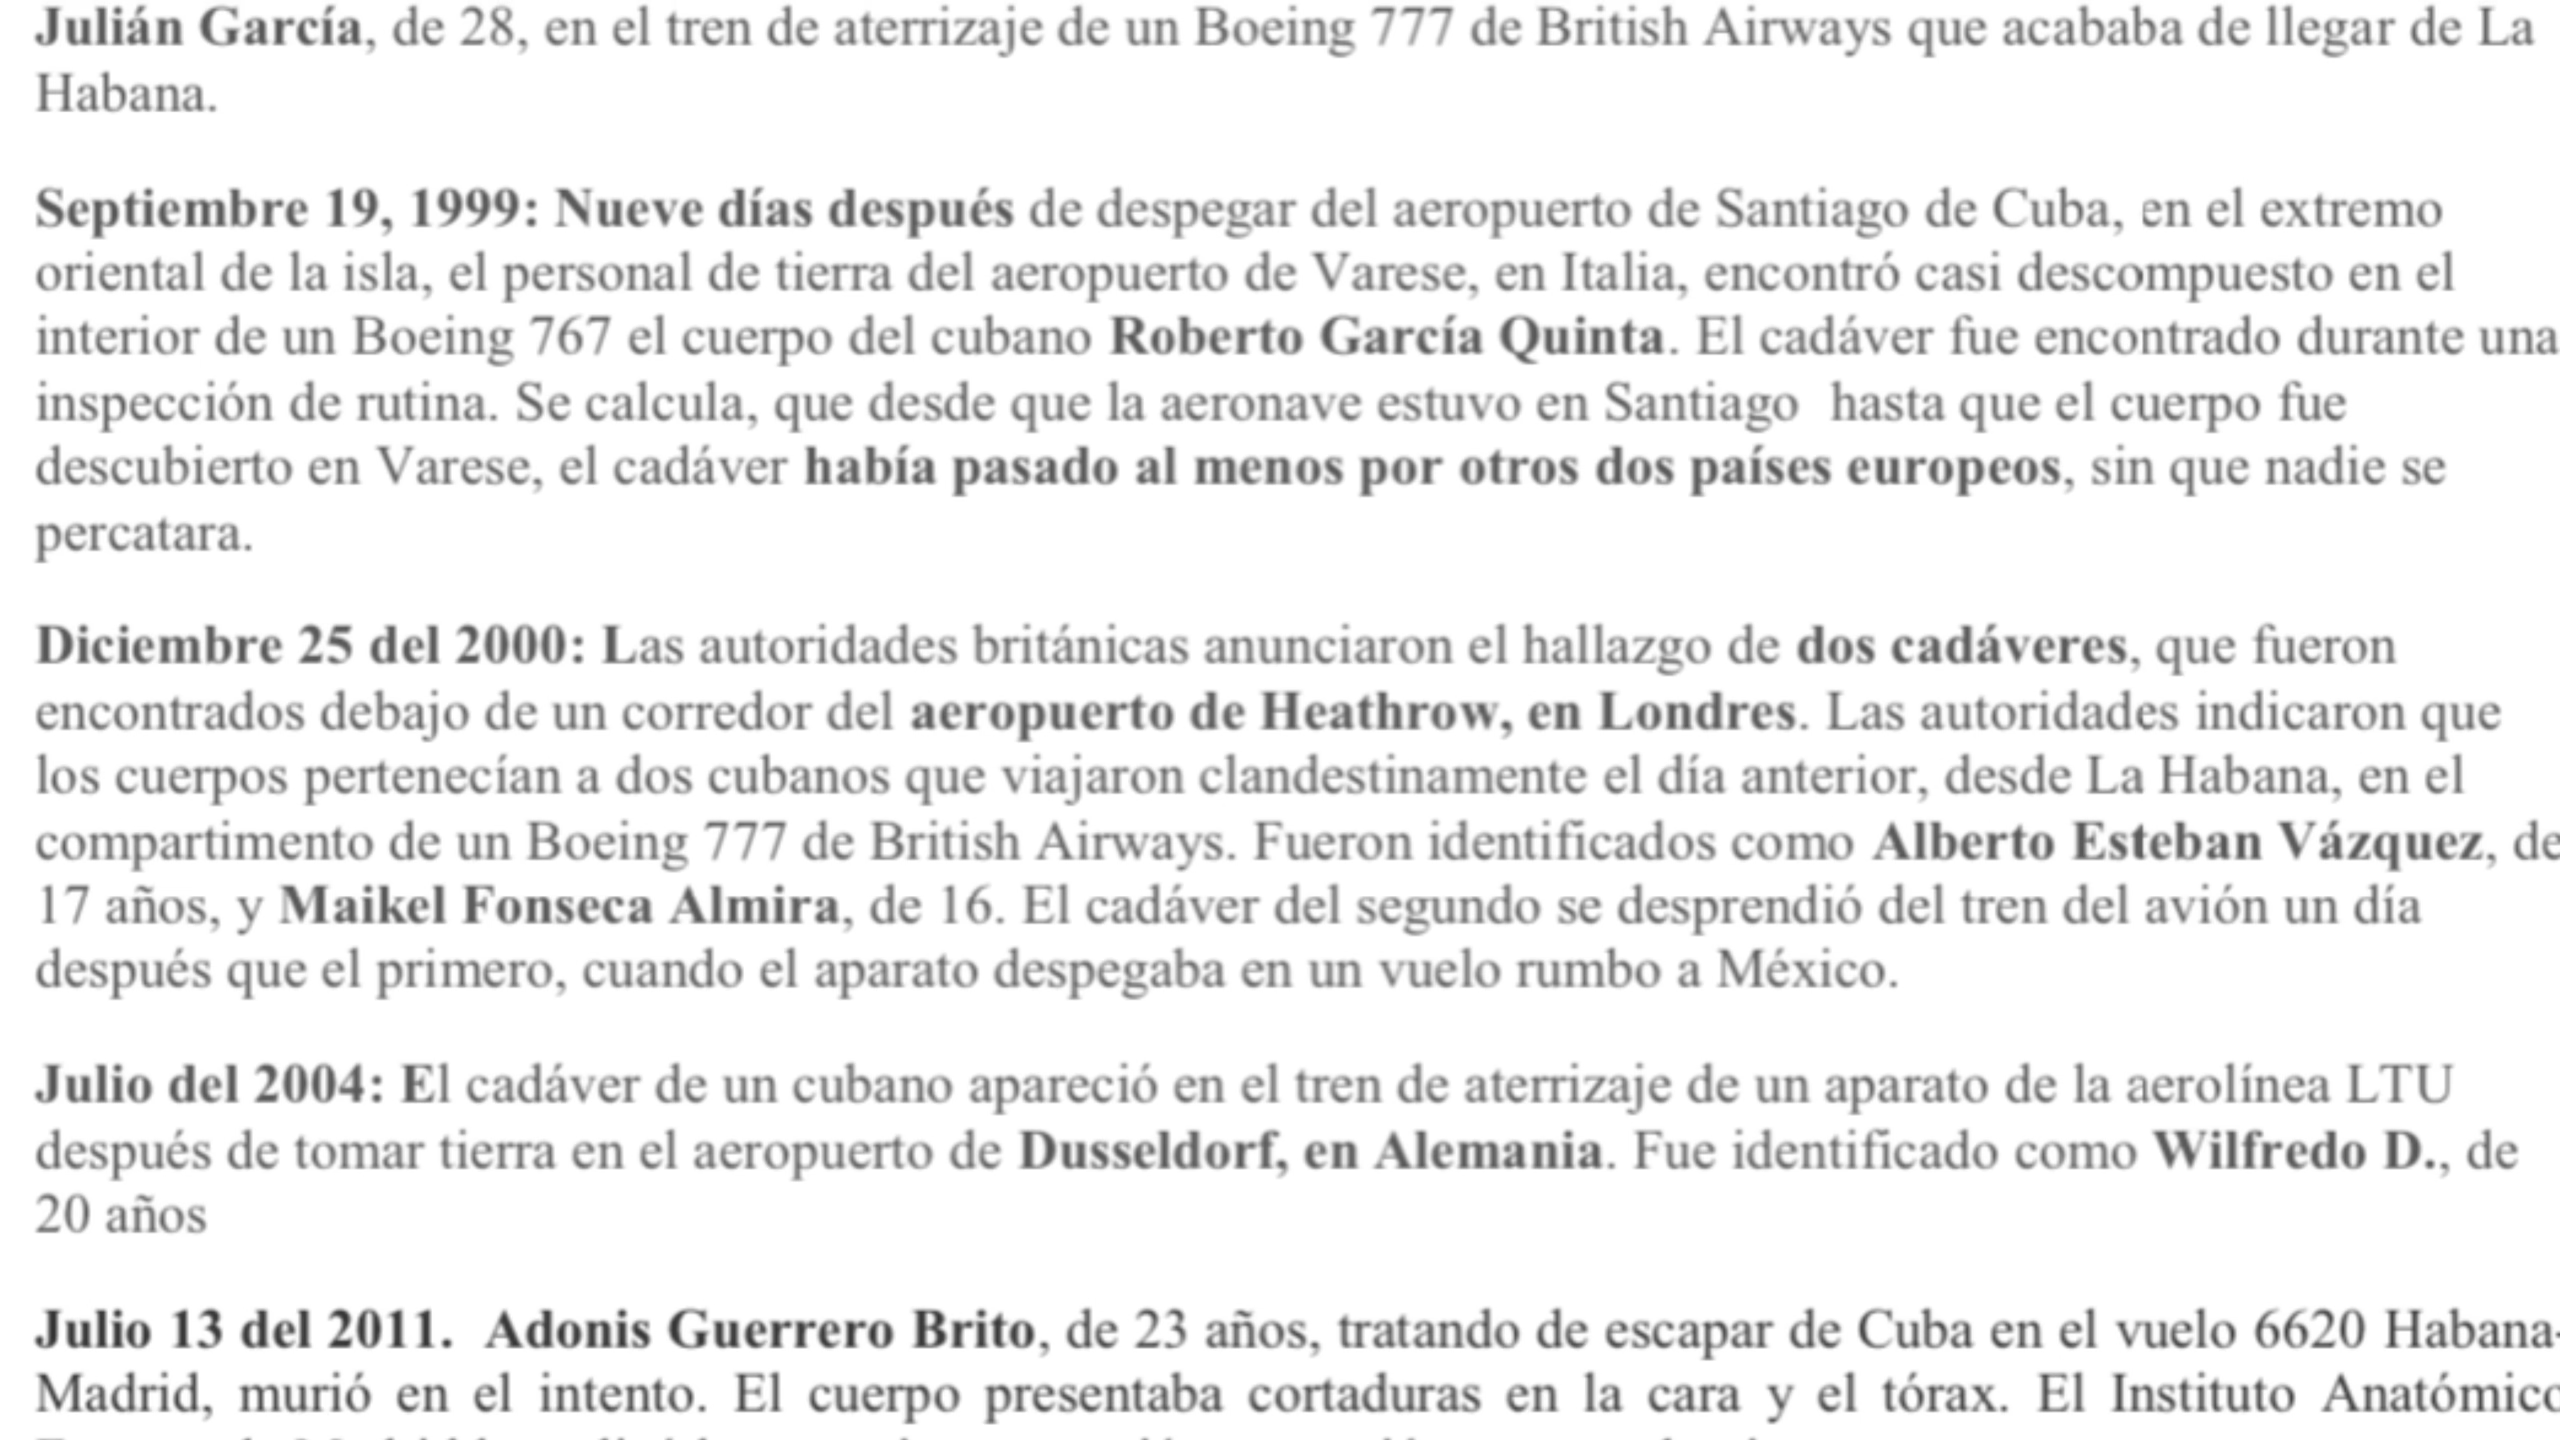 Julián García, de 28, en el tren de aterrizaje de un Boeing 777 de British Airways que acababa de llegar de La
Habana.
Septiembre 19, 1999: Nueve días después de despegar del aeropuerto de Santiago de Cuba, en el extremo
oriental de la isla, el personal de tierra del aeropuerto de Varese, en Italia, encontró casi descompuesto en el
interior de un Boeing 767 el cuerpo del cubano Roberto García Quinta. El cadáver fue encontrado durante una
inspección de rutina. Se calcula, que desde que la aeronave estuvo en Santiago hasta que el cuerpo fue
descubierto en Varese, el cadáver había pasado al menos por otros dos países europeos, sin que nadie se
percatara.
Diciembre 25 del 2000: Las autoridades británicas anunciaron el hallazgo de dos cadáveres, que fueron
encontrados debajo de un corredor del aeropuerto de Heathrow, en Londres. Las autoridades indicaron que
los cuerpos pertenecían a dos cubanos que viajaron clandestinamente el día anterior, desde La Habana, en el
compartimento de un Boeing 777 de British Airways. Fueron identificados como Alberto Esteban Vázquez, de
17 años, y Maikel Fonseca Almira, de 16. El cadáver del segundo se desprendió del tren del avión un día
después que el primero, cuando el aparato despegaba en un vuelo rumbo a México.
Julio del 2004: El cadáver de un cubano apareció en el tren de aterrizaje de un aparato de la aerolínea LTU
después de tomar tierra en el aeropuerto de Dusseldorf, en Alemania. Fue identificado como Wilfredo D., de
20 años
Julio 13 del 2011. Adonis Guerrero Brito, de 23 años, tratando de escapar de Cuba en el vuelo 6620 Habana-
Madrid, murió en el intento. El cuerpo presentaba cortaduras en la cara y el tórax. El Instituto Anatómico